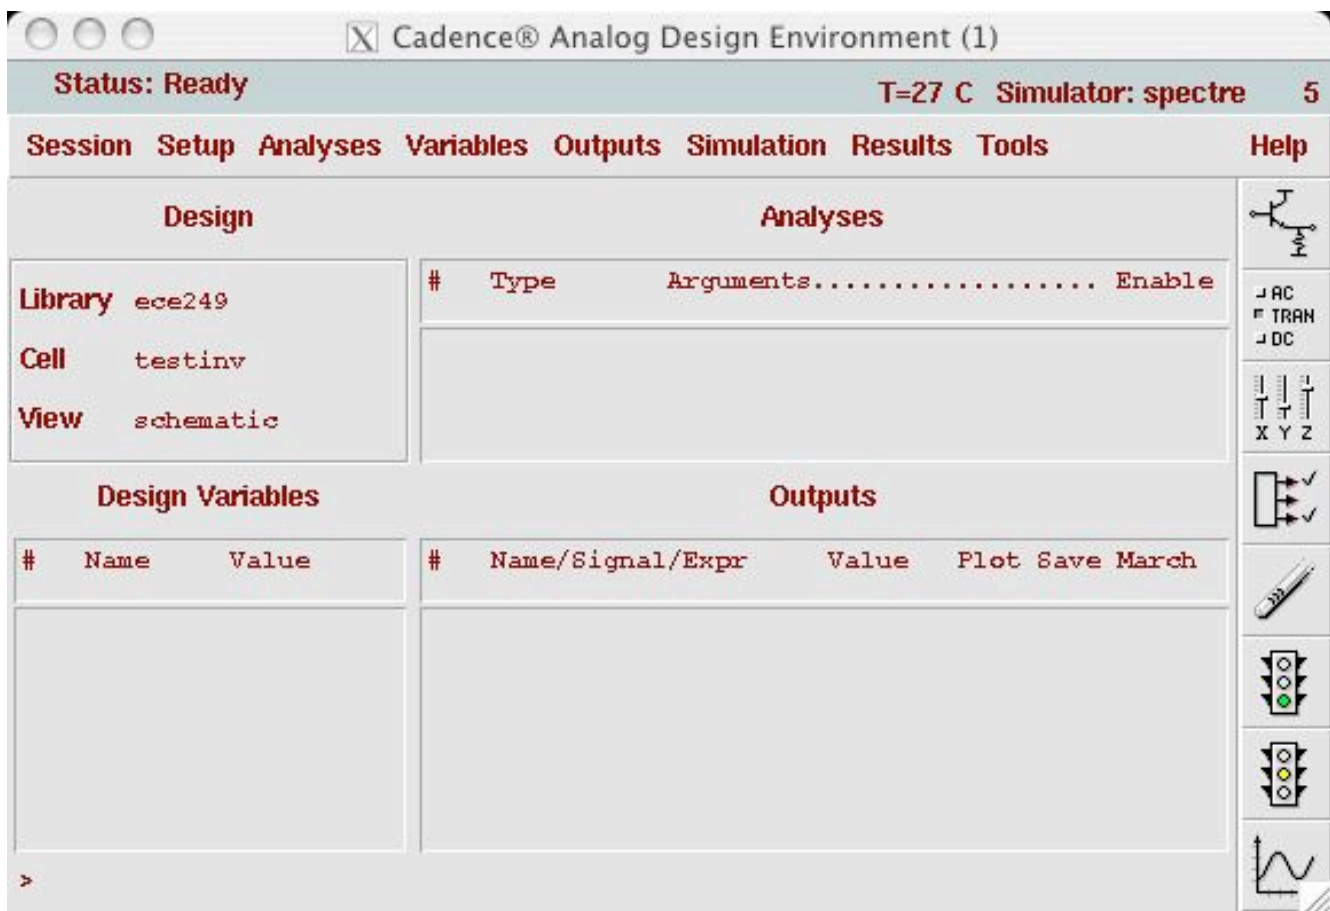 X Cadence® Analog Design Environment (1)
Status: Ready T=27 C Simulator: spectre 5
Session Setup Analyses Variables Outputs Simulation Results Tools Help
Design
Analyses
Library ece249
Cell testinv
View schematic
# Type Arguments.................. Enable
AC
TRAN
DC
X Y Z
Design Variables
Outputs
# Name Value
# Name/Signal/Expr Value Plot Save March
>